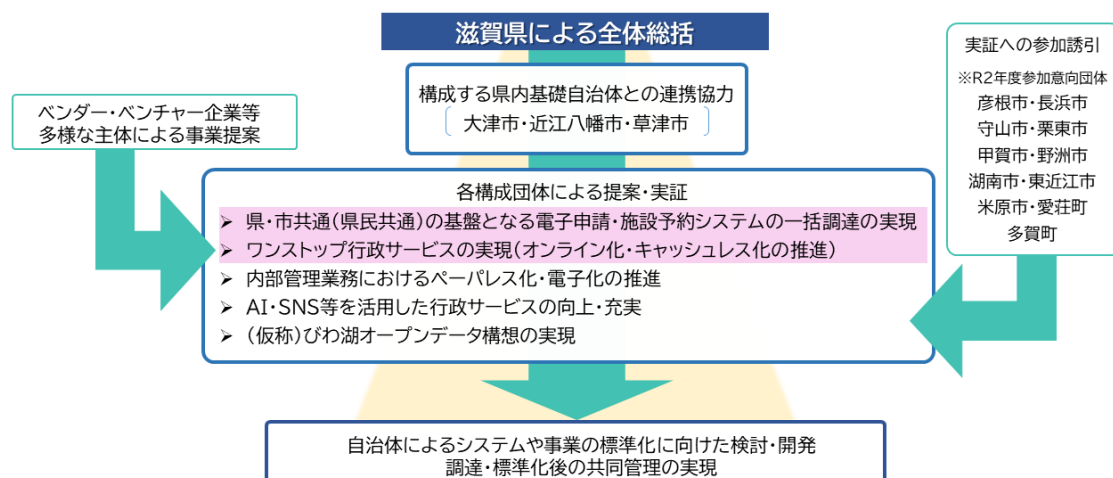 滋賀県による全体総括
構成する県内基礎自治体との連携協力
大津市・近江八幡市・草津市
ベンダー・ベンチャー企業等
多様な主体による事業提案
実証への参加誘引
※R2年度参加意向団体
彦根市・長浜市
守山市・栗東市
甲賀市・野洲市
湖南市・東近江市
米原市・愛荘町
多賀町
各構成団体による提案・実証
➢ 県・市共通(県民共通)の基盤となる電子申請・施設予約システムの一括調達の実現
➢ ワンストップ行政サービスの実現(オンライン化・キャッシュレス化の推進)
➢ 内部管理業務におけるペーパレス化・電子化の推進
➢ AI・SNS等を活用した行政サービスの向上・充実
➢ (仮称)びわ湖オープンデータ構想の実現
自治体によるシステムや事業の標準化に向けた検討・開発
調達・標準化後の共同管理の実現